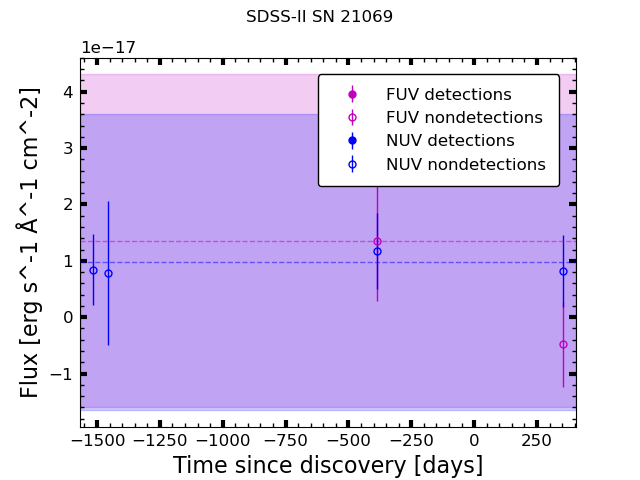 SDSS-II SN 21069
1e−17
FUV detections
FUV nondetections
NUV detections
NUV nondetections
4
3
2
1
0
−1
Flux [erg s^-1 Å^-1 cm^-2]
−1500 −1250 −1000 −750 −500 −250 0 250
Time since discovery [days]